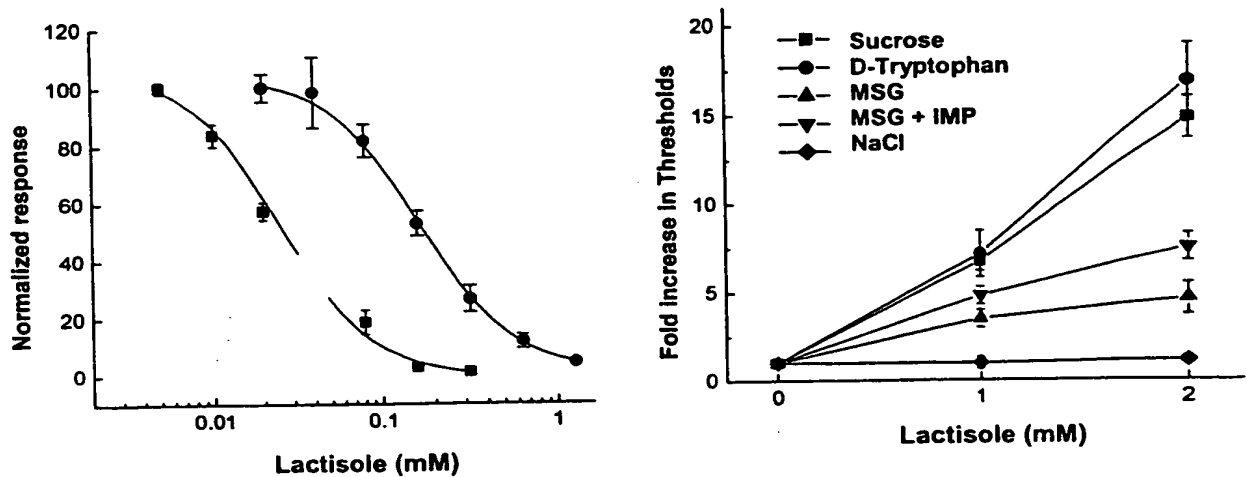 120
100
80
60
40
20
0
Normalized response
0.01
0.1
1
Lactisole (mM)
20
15
10
5
0
Fold Increase in Thresholds
Sucrose
D-Tryptophan
MSG
MSG + IMP
NaCl
0
1
2
Lactisole (mM)